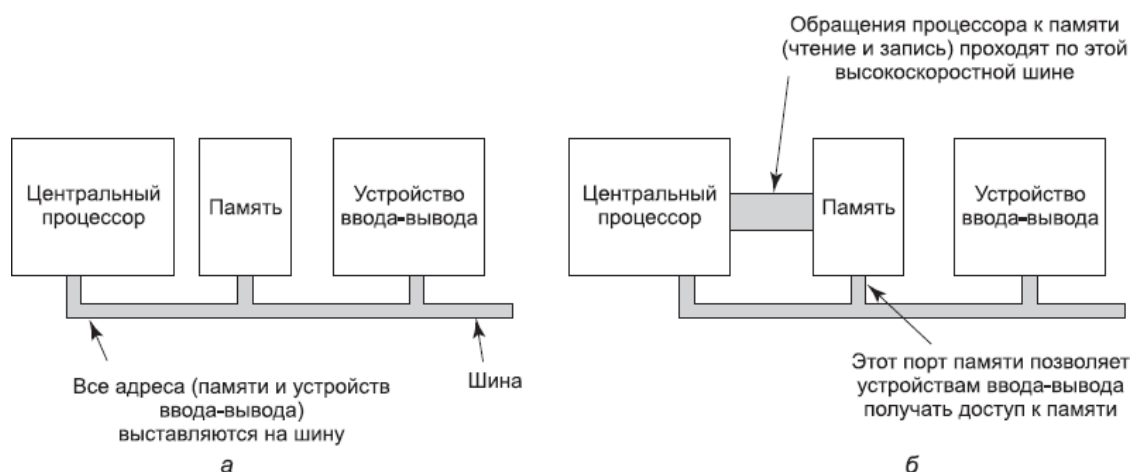 Обращения процессора к памяти
(чтение и запись) проходят по этой
высокоскоростной шине
Центральный
процессор
Память
Устройство
ввода-вывода
Центральный
процессор
Память
Устройство
ввода-вывода
Все адреса (памяти и устройств
ввода-вывода)
выставляются на шину
Шина
Этот порт памяти позволяет
устройствам ввода-вывода
получать доступ к памяти
а
б